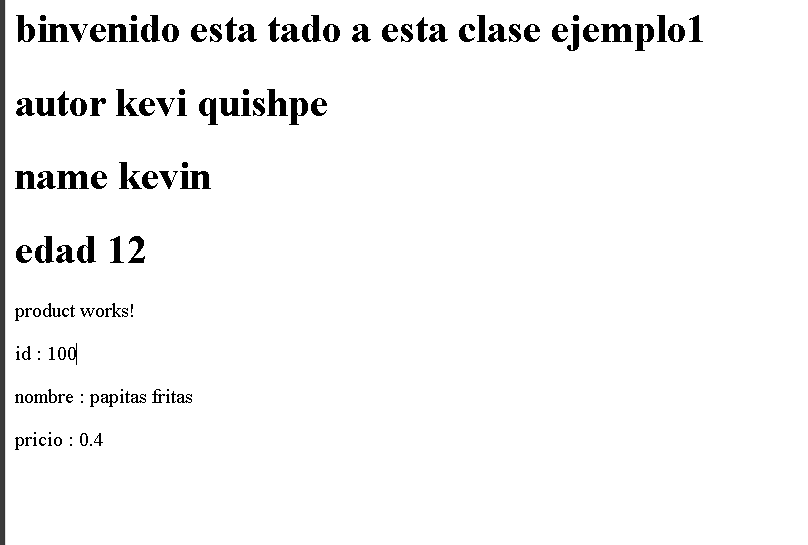 binvenido esta tado a esta clase ejemplo1
autor kevi quishpe
name kevin
edad 12
product works!
id : 100
nombre : papitas fritas
pricio : 0.4